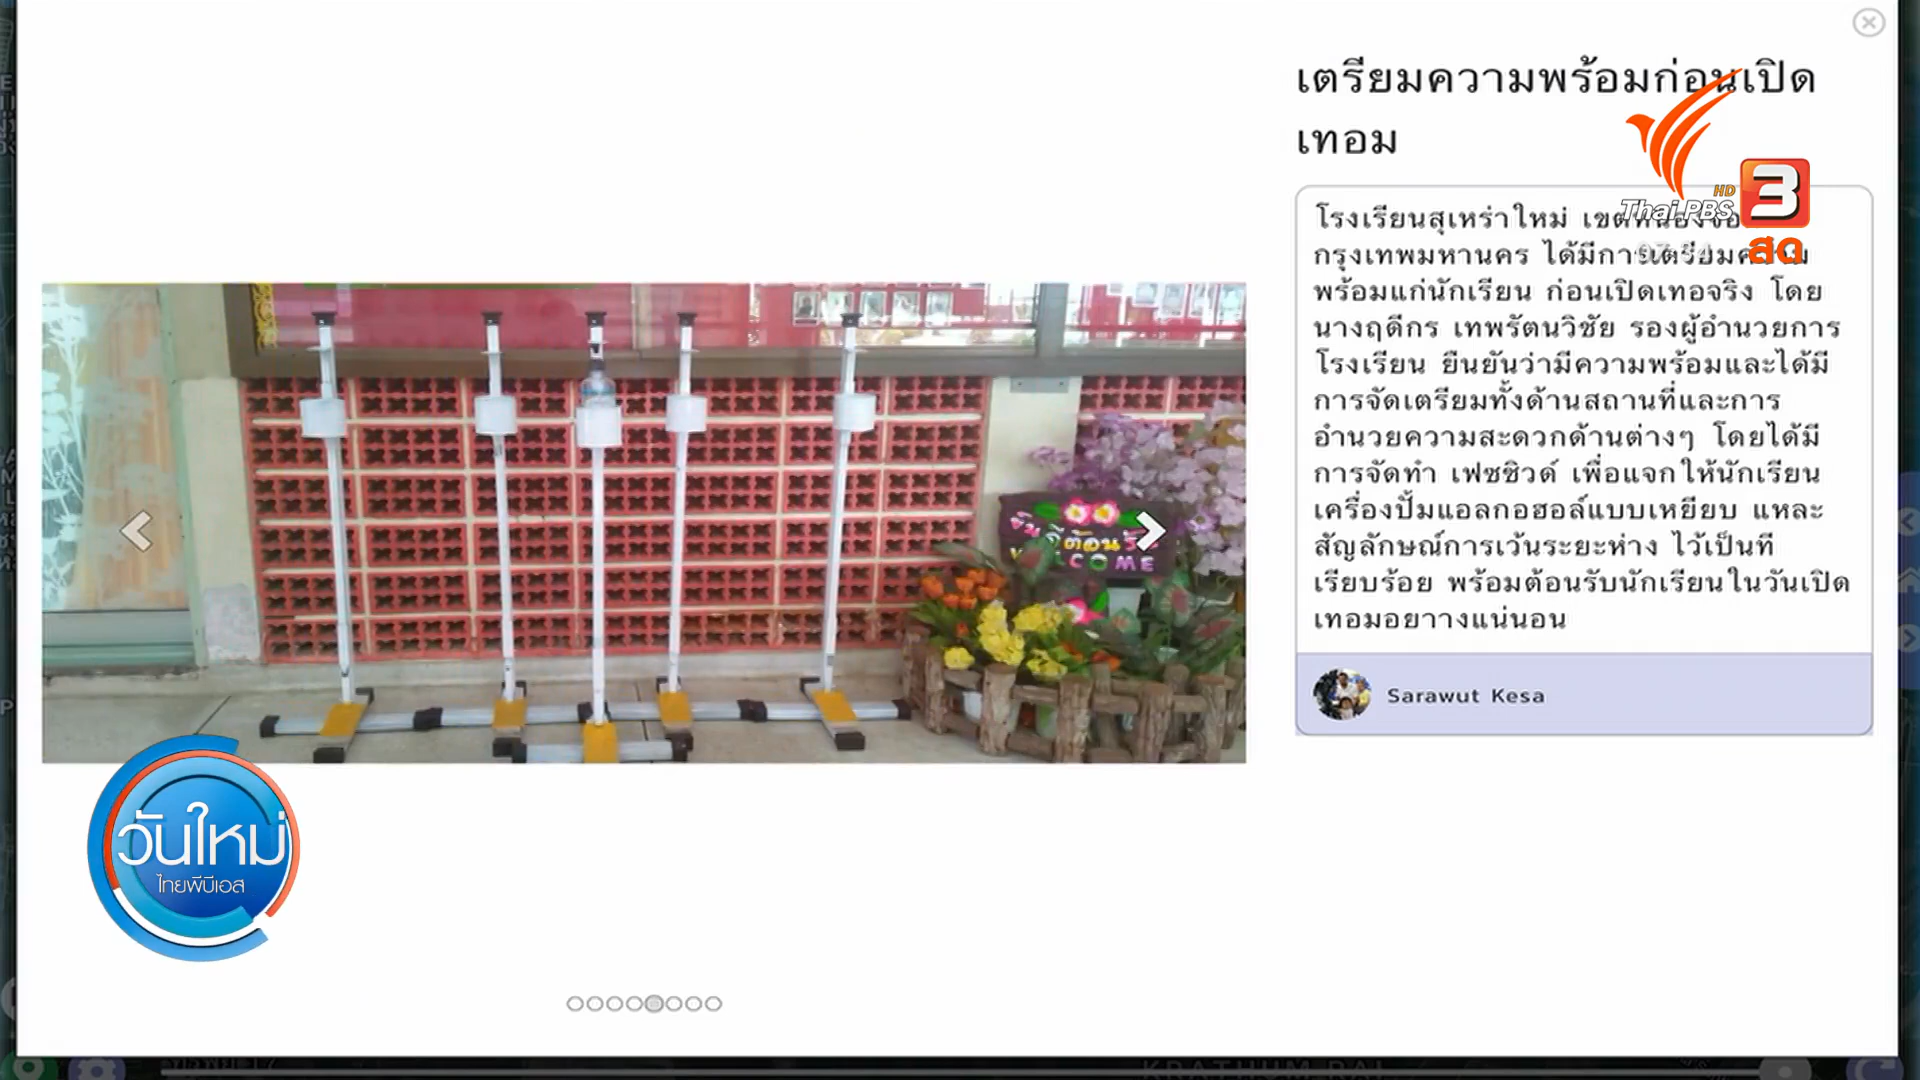 เตรียมความพร้อมก่อนเปิด
เทอม
Thai PBS
HD
3
สด
โรงเรียนสุเหร่าใหม่
กรุงเทพมหานคร ได้มีการเตรียมความ
พร้อมแก่นักเรียน ก่อนเปิดเทอจริง โดย
นางฤดีกร เทพรัตนวิชัย รองผู้อำนวยการ
โรงเรียน ยืนยันว่ามีความพร้อมและได้มี
การจัดเตรียมทั้งด้านสถานที่และการ
อำนวยความสะดวกด้านต่างๆ โดยได้มี
การจัดทำ เฟซซิวด์ เพื่อแจกให้นักเรียน
เครื่องปั้มแอลกอฮอล์แบบเหยียบ แหละ
สัญลักษณ์การเว้นระยะห่าง ไว้เป็นที
เรียบร้อย พร้อมต้อนรับนักเรียนในวันเปิด
เทอมอยาางแน่นอน
Sarawut Kesa
วันใหม่
ไทยพีบีเอส